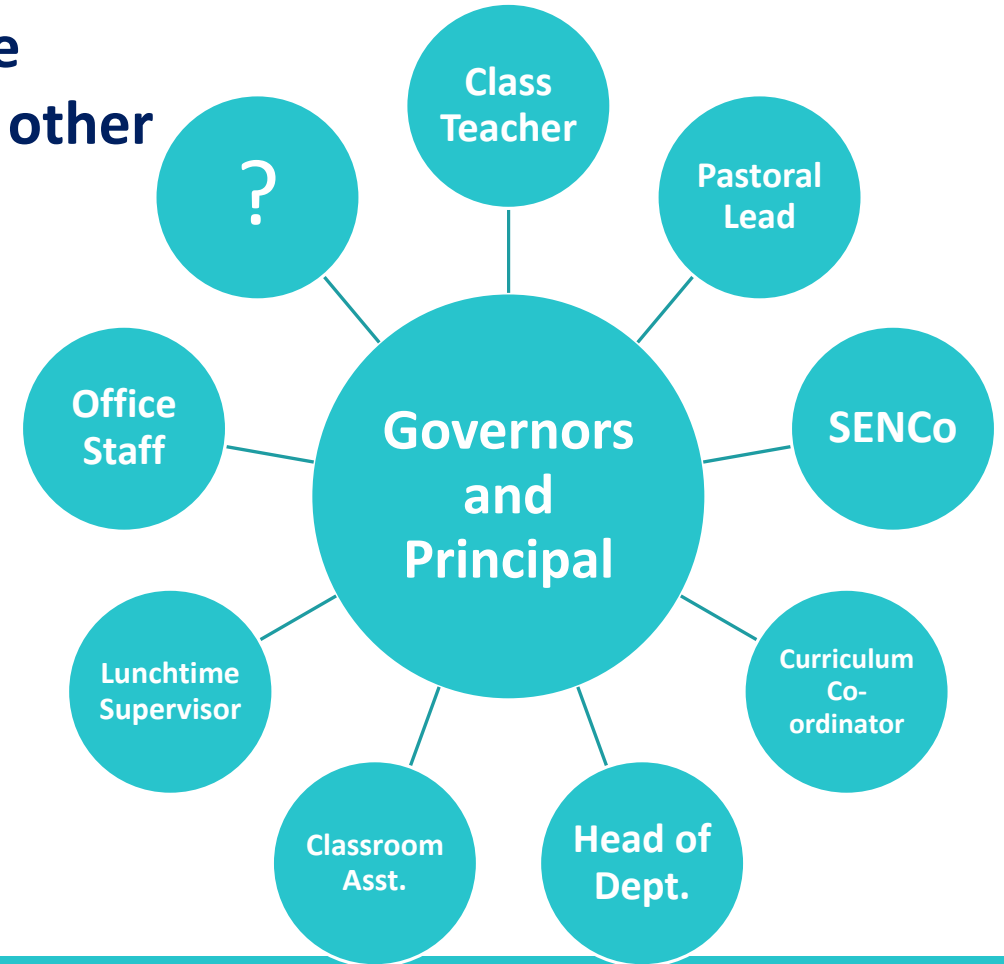 e
other
Class
Teacher
?
Pastoral
Lead
Office
Staff
SENCo
Governors
and
Principal
Lunchtime
Supervisor
Curriculum
Co-
ordinator
Classroom
Asst.
Head of
Dept.